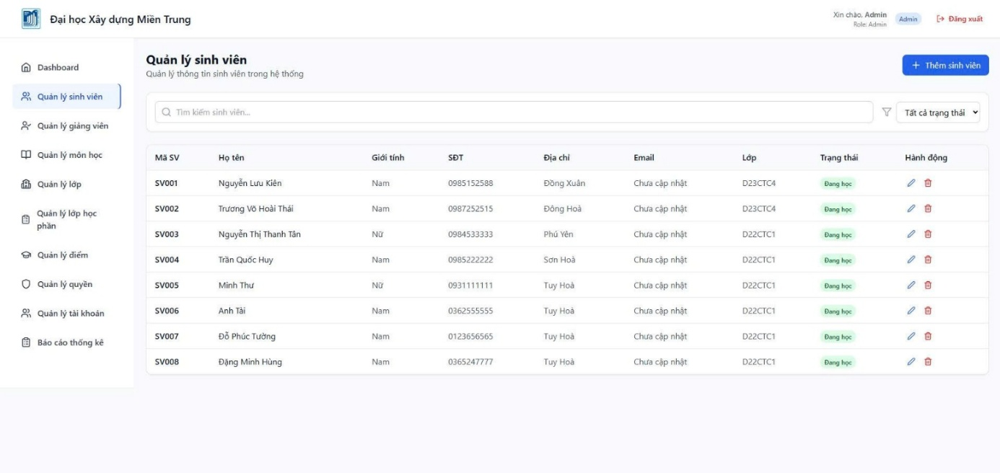 Đại học Xây dựng Miền Trung
Xin chào, Admin
Role: Admin
Admin
Đăng xuất
Dashboard
Quản lý sinh viên
Quản lý giảng viên
Quản lý môn học
Quản lý lớp
Quản lý lớp học
phần
Quản lý điểm
Quản lý quyền
Quản lý tài khoản
Báo cáo thống kê
Quản lý sinh viên
Quản lý thông tin sinh viên trong hệ thống
+ Thêm sinh viên
Tìm kiếm sinh viên...
Tất cả trạng thái
Mã SV Họ tên Giới tính SĐT Địa chỉ Email Lớp Trạng thái Hành động
SV001 Nguyễn Lưu Kiên Nam 0985152588 Đồng Xuân Chưa cập nhật D23CTC4 Đang học
SV002 Trương Võ Hoài Thái Nam 0987252515 Đông Hoà Chưa cập nhật D23CTC4 Đang học
SV003 Nguyễn Thị Thanh Tân Nữ 0984533333 Phú Yên Chưa cập nhật D22CTC1 Đang học
SV004 Trần Quốc Huy Nam 0985222222 Sơn Hoà Chưa cập nhật D22CTC1 Đang học
SV005 Minh Thư Nữ 0931111111 Tuy Hoà Chưa cập nhật D22CTC1 Đang học
SV006 Anh Tài Nam 0362555555 Tuy Hoà Chưa cập nhật D22CTC1 Đang học
SV007 Đỗ Phúc Tường Nam 0123656565 Tuy Hoà Chưa cập nhật D22CTC1 Đang học
SV008 Đặng Minh Hùng Nam 0365247777 Tuy Hoà Chưa cập nhật D22CTC1 Đang học